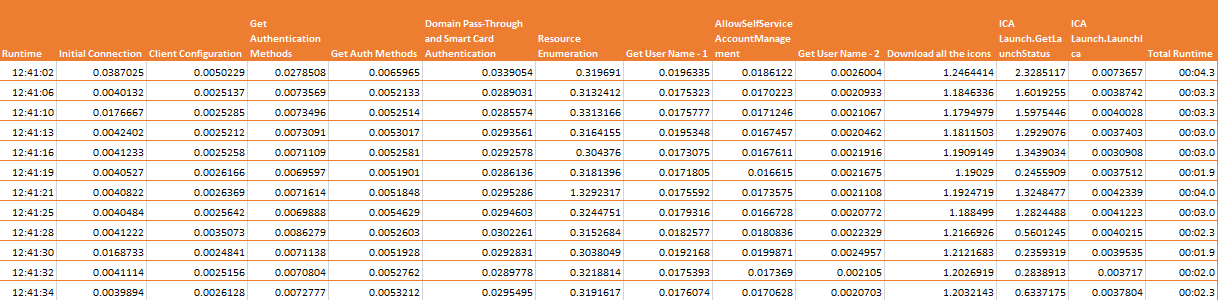 Get AllowSelfService ICA ICA
Authentication Domain Pass-Through and Smart Card Resource AccountManage Launch.GetLa Launch.LaunchI
Runtime Initial Connection Client Configuration Methods Get Auth Methods Authentication Enumeration Get User Name - 1 ment Get User Name - 2 Download all the icons unchStatus ca Total Runtime
12:41:02 0.0387025 0.0050229 0.0278508 0.0065965 0.0339054 0.319691 0.0196335 0.0186122 0.0026004 1.2464414 2.3285117 0.0073657 00:04.3
12:41:06 0.0040132 0.0025137 0.0073569 0.0052133 0.0289031 0.3132412 0.0175323 0.0170223 0.0020933 1.1846336 1.6019255 0.0038742 00:03.3
12:41:10 0.0176667 0.0025285 0.0073496 0.0052514 0.0285574 0.3313166 0.0175777 0.0171246 0.0021067 1.1794979 1.5975446 0.0040028 00:03.3
12:41:13 0.0042402 0.0025212 0.0073091 0.0053017 0.0293561 0.3164155 0.0195348 0.0167457 0.0020462 1.1811503 1.2929076 0.0037403 00:03.0
12:41:16 0.0041233 0.0025258 0.0071109 0.0052581 0.0292578 0.304376 0.0173075 0.0167611 0.0021916 1.1909149 1.3439034 0.0030908 00:03.0
12:41:19 0.0040527 0.0026166 0.0069597 0.0051901 0.0286136 0.3181396 0.0171805 0.016615 0.0021675 1.19029 0.2455909 0.0037512 00:01.9
12:41:21 0.0040822 0.0026369 0.0071614 0.0051848 0.0295286 1.3292317 0.0175592 0.0173575 0.0021108 1.1924719 1.3248477 0.0042339 00:04.0
12:41:25 0.0040484 0.0025642 0.0069888 0.0054629 0.0294603 0.3244751 0.0179316 0.0166728 0.0020772 1.188499 1.2824488 0.0041223 00:03.0
12:41:28 0.0041222 0.0035073 0.0086279 0.0052603 0.0302261 0.3152684 0.0182577 0.0180836 0.0022329 1.2166926 0.5601245 0.0040215 00:02.3
12:41:30 0.0168733 0.0024841 0.0071138 0.0051928 0.0292831 0.3038049 0.0192168 0.0199871 0.0024957 1.2121683 0.2359319 0.0039535 00:01.9
12:41:32 0.0041114 0.0025156 0.0070804 0.0052762 0.0289778 0.3218814 0.0175393 0.017369 0.002105 1.2026919 0.2838913 0.003717 00:02.0
12:41:34 0.0039894 0.0026128 0.0072777 0.0053212 0.0295495 0.3191617 0.0176074 0.0170628 0.0020703 1.2032143 0.6337175 0.0037804 00:02.3